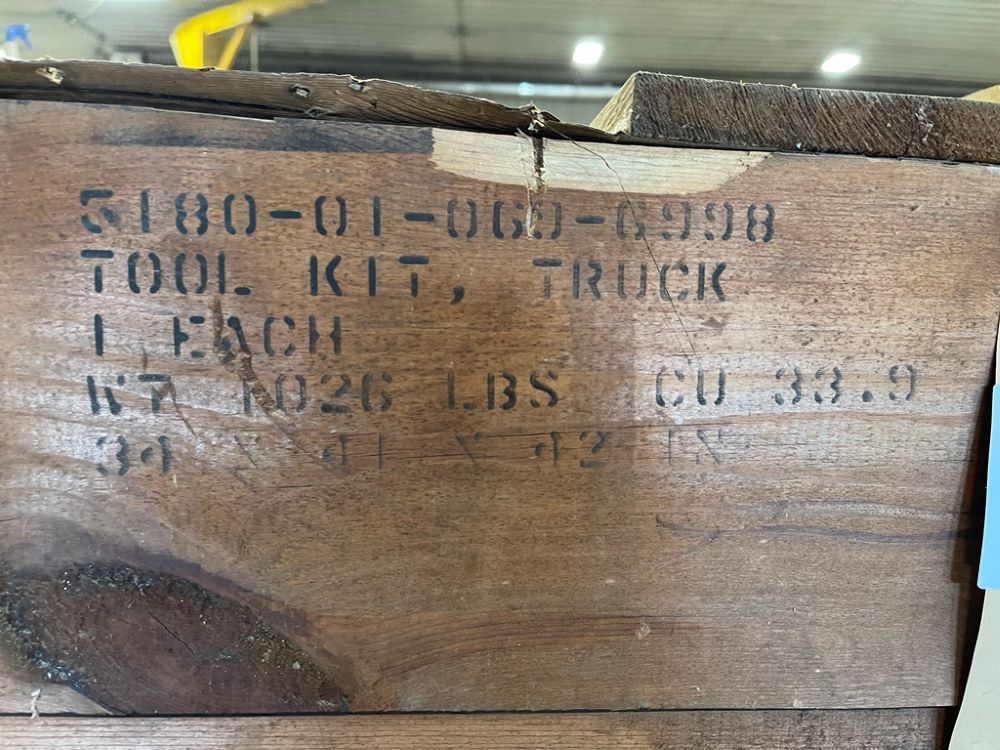 5180-01-060-6998
TOOL KIT, TRUCK
1 EACH
WT 1026 LBS CU 33.9
34 X 41 X 42 IN